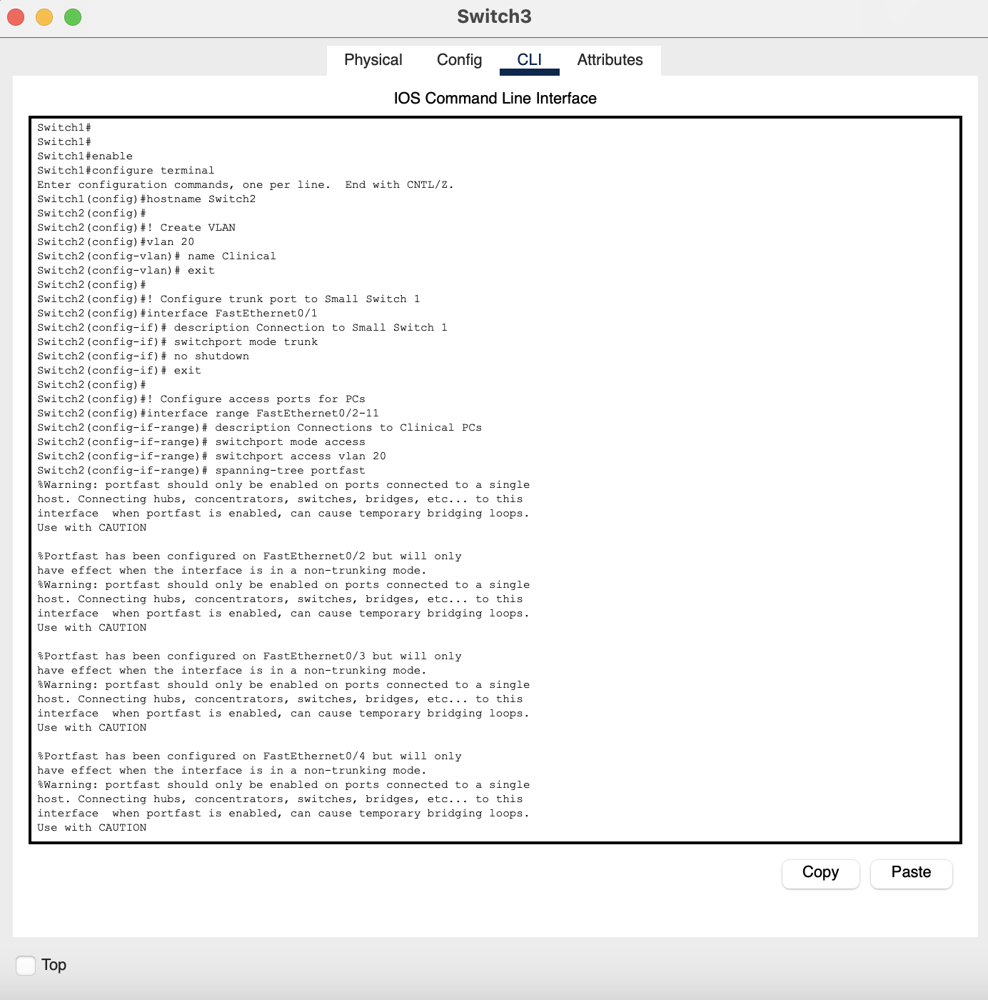 Switch3
Physical Config CLI Attributes
IOS Command Line Interface
Switch1#
Switch1#
Switch1#enable
Switch1#configure terminal
Enter configuration commands, one per line.  End with CNTL/Z.
Switch1(config)#hostname Switch2
Switch2(config)#
Switch2(config)#! Create VLAN
Switch2(config)#vlan 20
Switch2(config-vlan)# name Clinical
Switch2(config-vlan)# exit
Switch2(config)#
Switch2(config)#! Configure trunk port to Small Switch 1
Switch2(config)#interface FastEthernet0/1
Switch2(config-if)# description Connection to Small Switch 1
Switch2(config-if)# switchport mode trunk
Switch2(config-if)# no shutdown
Switch2(config-if)# exit
Switch2(config)#
Switch2(config)#! Configure access ports for PCs
Switch2(config)#interface range FastEthernet0/2-11
Switch2(config-if-range)# description Connections to Clinical PCs
Switch2(config-if-range)# switchport mode access
Switch2(config-if-range)# switchport access vlan 20
Switch2(config-if-range)# spanning-tree portfast
%Warning: portfast should only be enabled on ports connected to a single
host. Connecting hubs, concentrators, switches, bridges, etc... to this
interface  when portfast is enabled, can cause temporary bridging loops.
Use with CAUTION

%Portfast has been configured on FastEthernet0/2 but will only
have effect when the interface is in a non-trunking mode.
%Warning: portfast should only be enabled on ports connected to a single
host. Connecting hubs, concentrators, switches, bridges, etc... to this
interface  when portfast is enabled, can cause temporary bridging loops.
Use with CAUTION

%Portfast has been configured on FastEthernet0/3 but will only
have effect when the interface is in a non-trunking mode.
%Warning: portfast should only be enabled on ports connected to a single
host. Connecting hubs, concentrators, switches, bridges, etc... to this
interface  when portfast is enabled, can cause temporary bridging loops.
Use with CAUTION

%Portfast has been configured on FastEthernet0/4 but will only
have effect when the interface is in a non-trunking mode.
%Warning: portfast should only be enabled on ports connected to a single
host. Connecting hubs, concentrators, switches, bridges, etc... to this
interface  when portfast is enabled, can cause temporary bridging loops.
Use with CAUTION
Copy Paste
Top